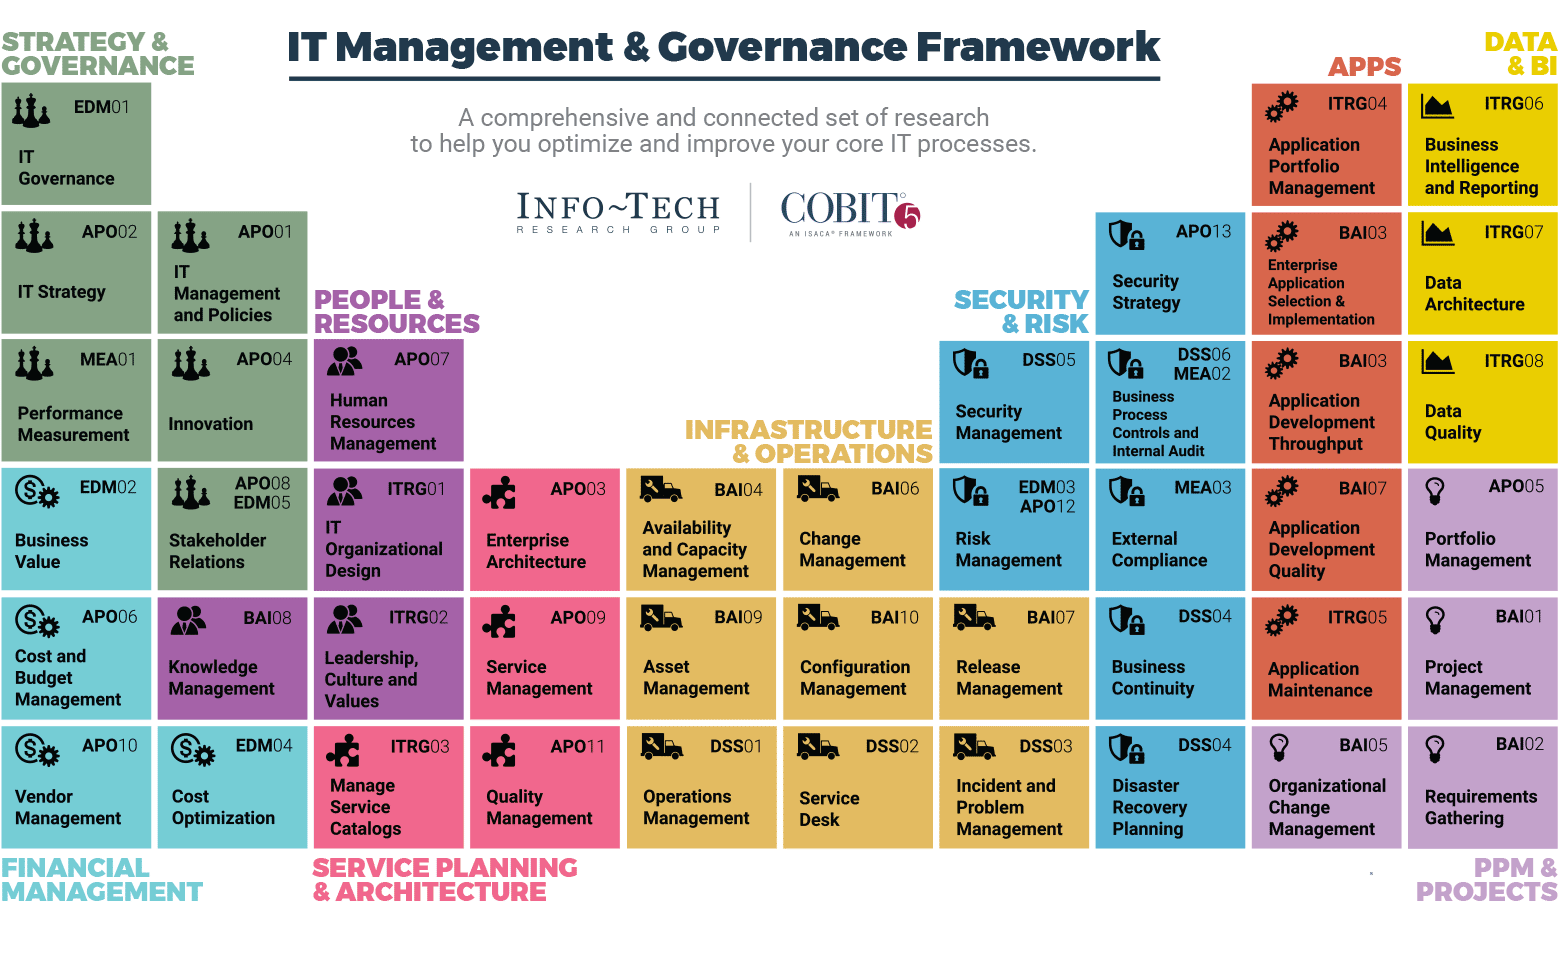 STRATEGY &
GOVERNANCE
IT Management & Governance Framework
A comprehensive and connected set of research
to help you optimize and improve your core IT processes.
INFO~TECH
RESEARCH GROUP
COBIT 5
AN ISACA® FRAMEWORK
APPS
DATA
& BI
EDM01
IT
Governance
ITRG04
Application
Portfolio
Management
ITRG06
Business
Intelligence
and Reporting
APO02
IT Strategy
APO01
IT
Management
and Policies
PEOPLE &
RESOURCES
SECURITY
& RISK
APO13
Security
Strategy
BAI03
Enterprise
Application
Selection &
Implementation
ITRG07
Data
Architecture
MEA01
Performance
Measurement
APO04
Innovation
APO07
Human
Resources
Management
INFRASTRUCTURE
& OPERATIONS
DSS05
Security
Management
DSS06
MEA02
Business
Process
Controls and
Internal Audit
BAI03
Application
Development
Throughput
ITRG08
Data
Quality
EDM02
Business
Value
APO08
EDM05
Stakeholder
Relations
ITRG01
IT
Organizational
Design
APO03
Enterprise
Architecture
BAI04
Availability
and Capacity
Management
BAI06
Change
Management
EDM03
APO12
Risk
Management
MEA03
External
Compliance
BAI07
Application
Development
Quality
APO05
Portfolio
Management
APO06
Cost and
Budget
Management
BAI08
Knowledge
Management
ITRG02
Leadership,
Culture and
Values
APO09
Service
Management
BAI09
Asset
Management
BAI10
Configuration
Management
BAI07
Release
Management
DSS04
Business
Continuity
ITRG05
Application
Maintenance
BAI01
Project
Management
APO10
Vendor
Management
EDM04
Cost
Optimization
ITRG03
Manage
Service
Catalogs
APO11
Quality
Management
DSS01
Operations
Management
DSS02
Service
Desk
DSS03
Incident and
Problem
Management
DSS04
Disaster
Recovery
Planning
BAI05
Organizational
Change
Management
BAI02
Requirements
Gathering
FINANCIAL
MANAGEMENT
SERVICE PLANNING
& ARCHITECTURE
PPM &
PROJECTS